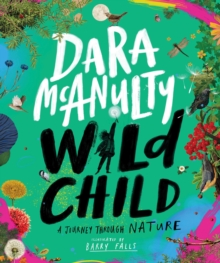 DARA
McANULTY
WILD
CHILD
A JOURNEY THROUGH NATURE
ILLUSTRATED BY
BARRY FALLS